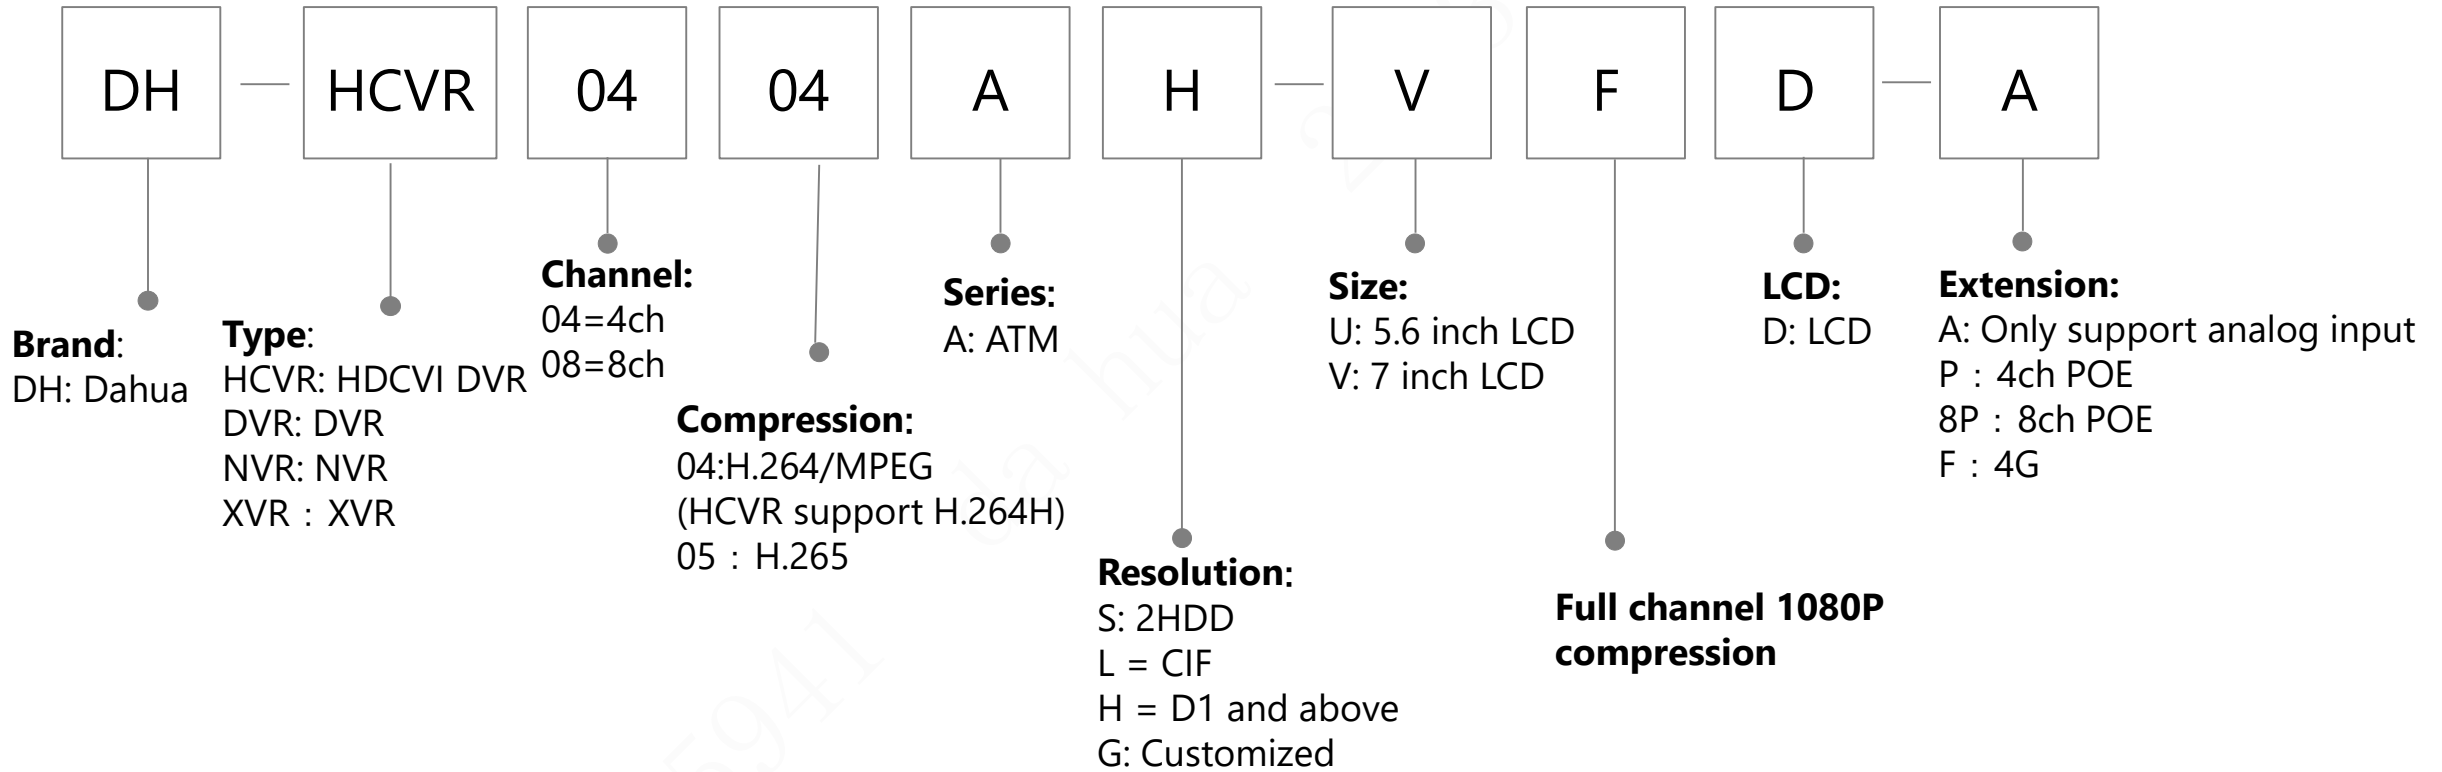 DH — HCVR 04 04 A H — V F D — A
Brand:
DH: Dahua
Type:
HCVR: HDCVI DVR
DVR: DVR
NVR: NVR
XVR：XVR
Channel:
04=4ch
08=8ch
Compression:
04:H.264/MPEG
(HCVR support H.264H)
05：H.265
Series:
A: ATM
Resolution:
S: 2HDD
L = CIF
H = D1 and above
G: Customized
Size:
U: 5.6 inch LCD
V: 7 inch LCD
Full channel 1080P
compression
LCD:
D: LCD
Extension:
A: Only support analog input
P：4ch POE
8P：8ch POE
F：4G
da hua
5941